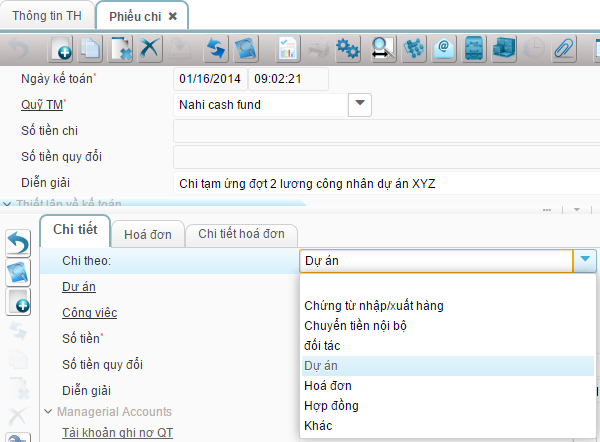 Thông tin TH Phiếu chi
Ngày kế toán* 01/16/2014 09:02:21
Quỹ TM* Nahi cash fund
Số tiền chi
Số tiền quy đổi
Diễn giải Chi tạm ứng đợt 2 lương công nhân dự án XYZ
Thiết lập về kế toán
Chi tiết Hoá đơn Chi tiết hoá đơn
Chi theo: Dự án
Dự án
Chứng từ nhập/xuất hàng
Công việc
Chuyển tiền nội bộ
Số tiền*
đối tác
Số tiền quy đổi
Dự án
Diễn giải
Hoá đơn
Managerial Accounts
Hợp đồng
Tài khoản ghi nợ QT
Khác